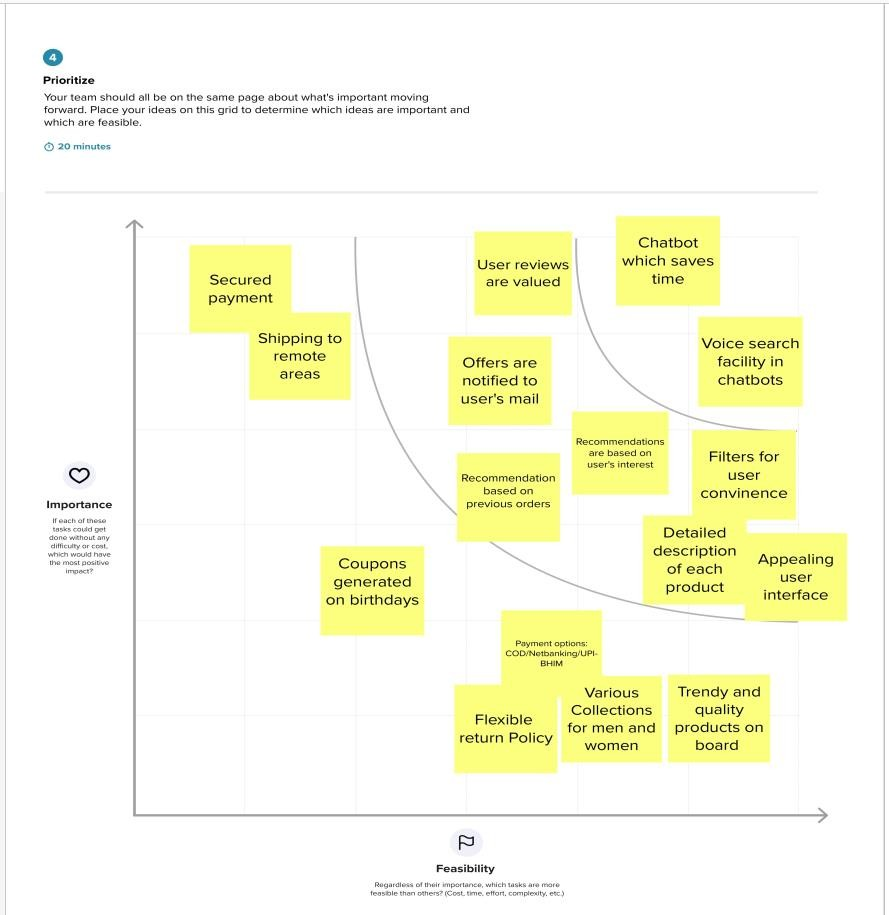 4
Prioritize
Your team should all be on the same page about what's important moving
forward. Place your ideas on this grid to determine which ideas are important and
which are feasible.
20 minutes
Secured
payment
Shipping to
remote
areas
User reviews
are valued
Chatbot
which saves
time
Offers are
notified to
user's mail
Voice search
facility in
chatbots
Recommendations
are based on
user's interest
Recommendation
based on
previous orders
Filters for
user
convinence
Detailed
description
of each
product
Appealing
user
interface
Coupons
generated
on birthdays
Payment options:
COD/Netbanking/UPI-
BHIM
Flexible
return Policy
Various
Collections
for men and
women
Trendy and
quality
products on
board
Importance
If each of these
tasks could get
done without any
difficulty or cost,
which would have
the most positive
impact?
Feasibility
Regardless of their importance, which tasks are more
feasible than others? (Cost, time, effort, complexity, etc.)